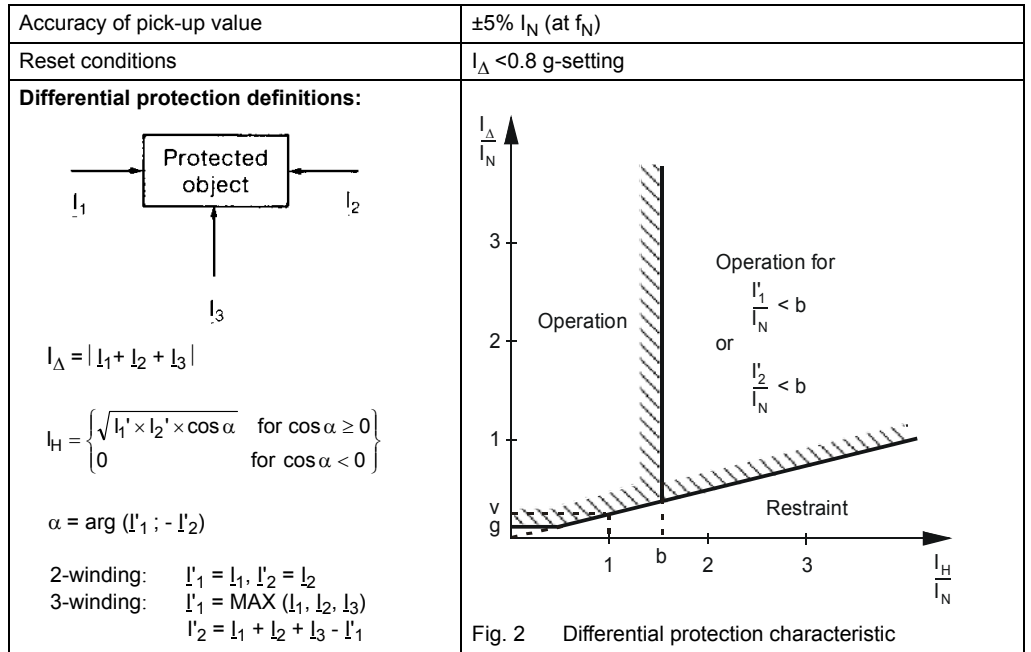 Accuracy of pick-up value
±5% I_N (at f_N)
Reset conditions
I_Δ <0.8 g-setting
Differential protection definitions:
Protected
object
I_1
I_2
I_3
I_Δ = | I_1+ I_2 + I_3 |
I_H = { √(I_1' × I_2' × cos α) for cos α ≥ 0
0 for cos α < 0 }
α = arg (I'_1 ; - I'_2)
2-winding: I'_1 = I_1, I'_2 = I_2
3-winding: I'_1 = MAX (I_1, I_2, I_3)
I'_2 = I_1 + I_2 + I_3 - I'_1
I_Δ
I_N
3
2
1
v
g
Operation
Operation for
I'_1
I_N
< b
or
I'_2
I_N
< b
Restraint
1
b
2
3
I_H
I_N
Fig. 2 Differential protection characteristic